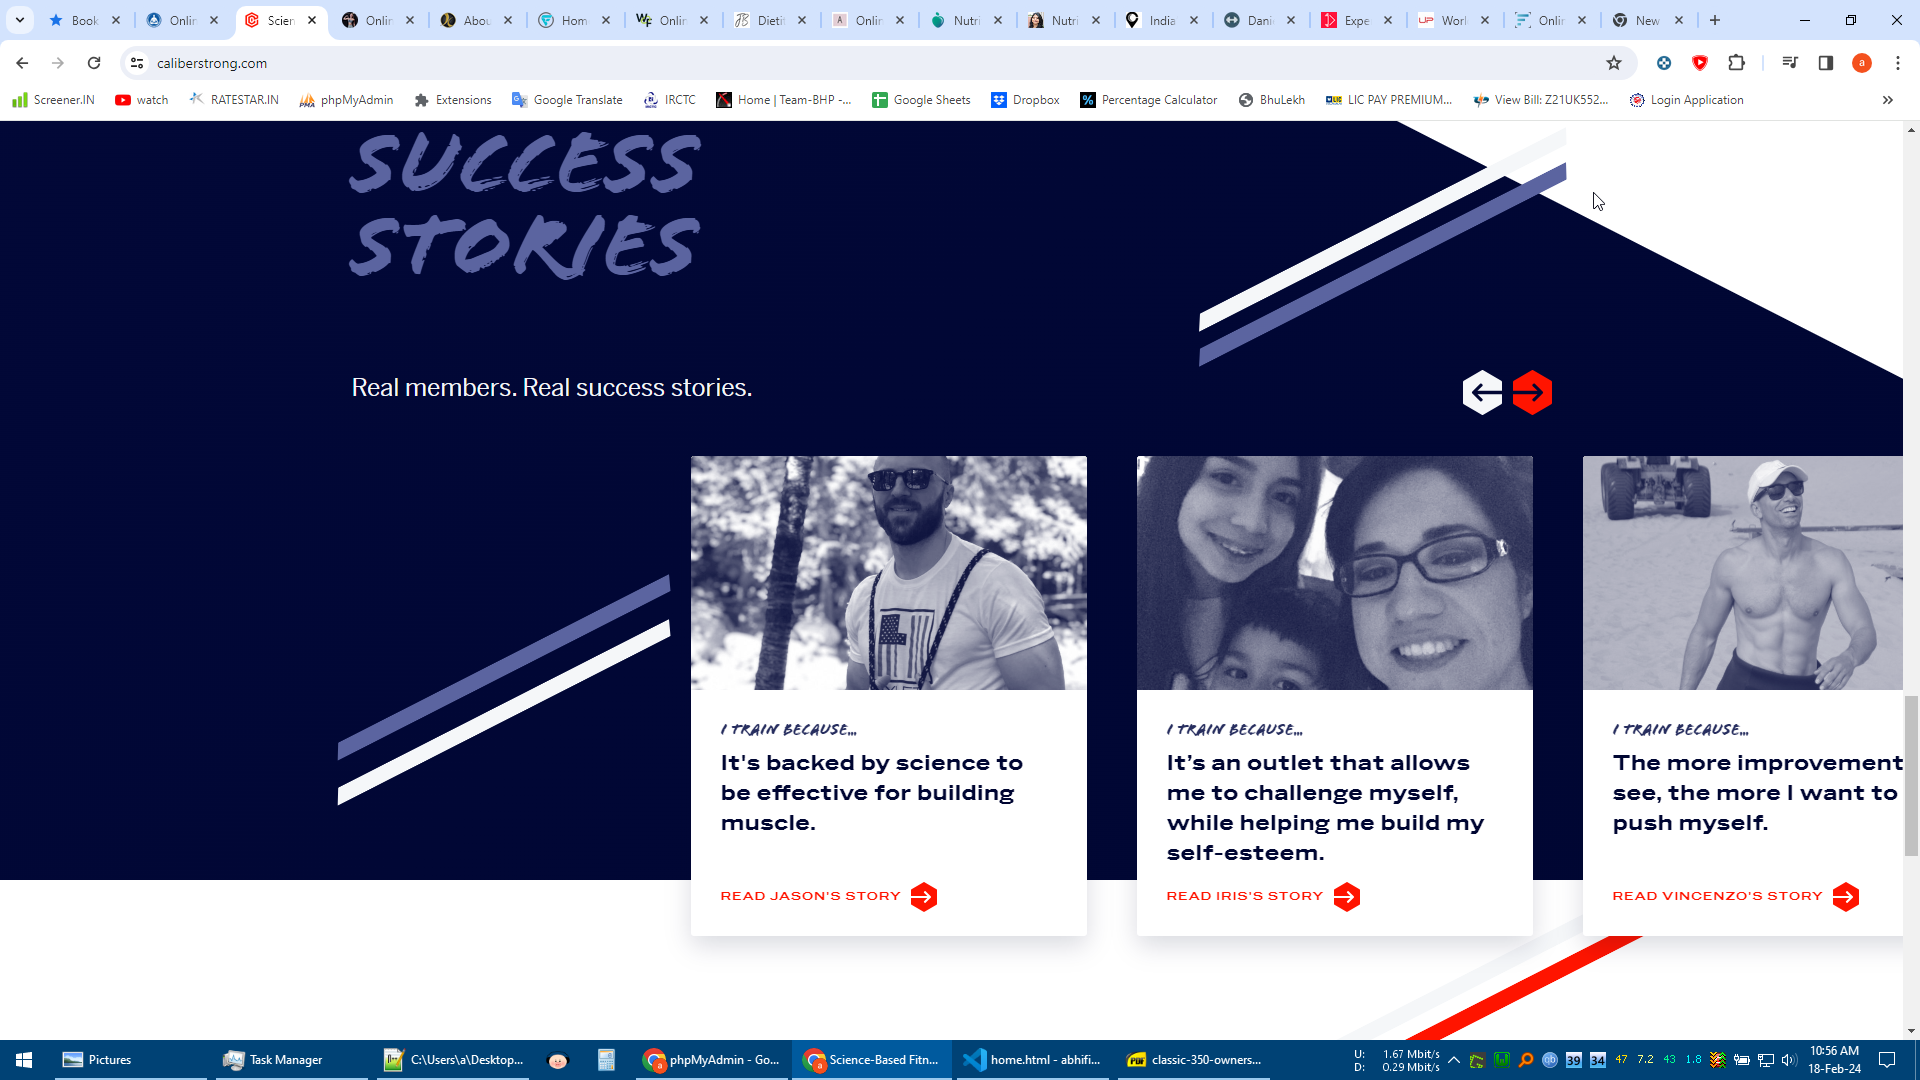 Book
Onlin
Scien
Onlin
Abou
Hom
Onlin
Dietit
Onlin
Nutri
Nutri
India
Dani
Expe
Worl
Onlin
New
caliberstrong.com
a
Screener.IN
watch
RATESTAR.IN
phpMyAdmin
Extensions
Google Translate
IRCTC
Home | Team-BHP -...
Google Sheets
Dropbox
Percentage Calculator
BhuLekh
LIC PAY PREMIUM...
View Bill: Z21UK552...
Login Application
SUCCESS
STORIES
Real members. Real success stories.
I TRAIN BECAUSE...
It's backed by science to
be effective for building
muscle.
READ JASON'S STORY
I TRAIN BECAUSE...
It’s an outlet that allows
me to challenge myself,
while helping me build my
self-esteem.
READ IRIS'S STORY
I TRAIN BECAUSE...
The more improvement
see, the more I want to
push myself.
READ VINCENZO'S STORY
Pictures
Task Manager
C:\Users\a\Desktop...
phpMyAdmin - Go...
Science-Based Fitn...
home.html - abhifi...
classic-350-owners...
U: 1.67 Mbit/s
D: 0.29 Mbit/s
39
34
47
7.2
43
1.8
10:56 AM
18-Feb-24